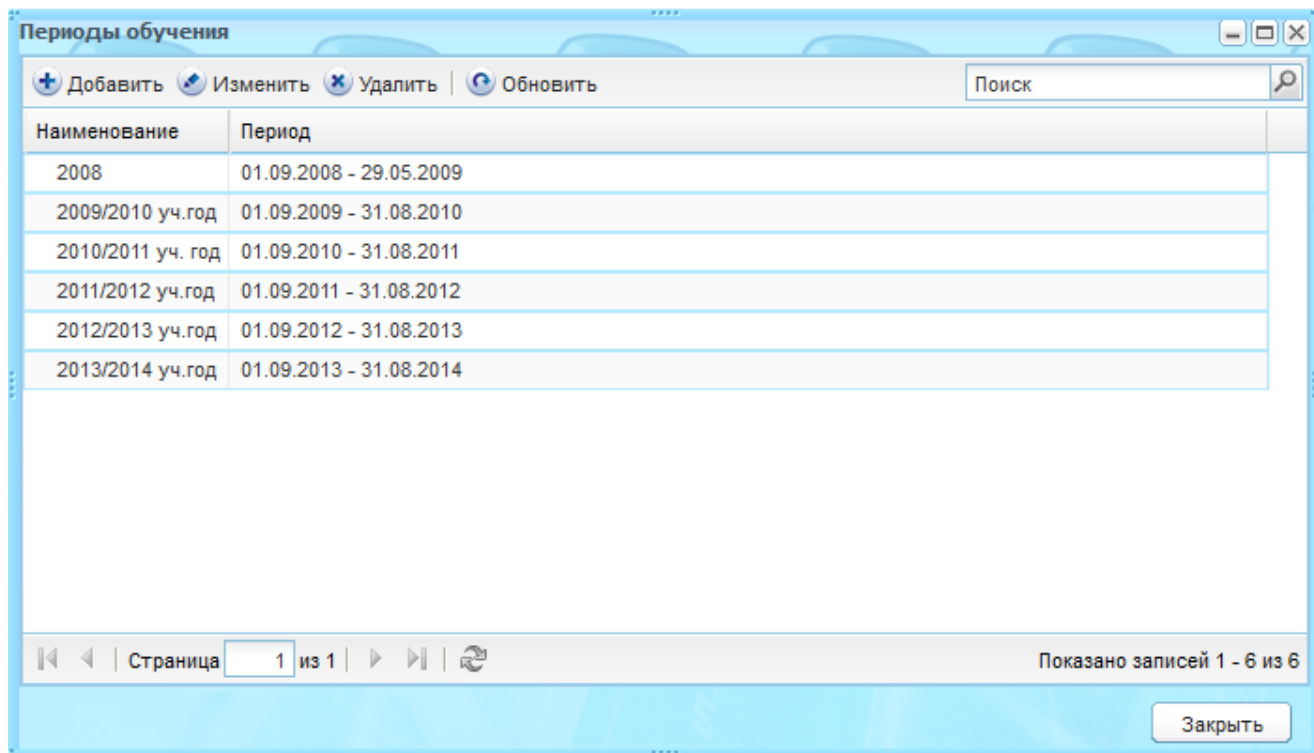 Периоды обучения
Добавить Изменить Удалить Обновить Поиск
Наименование Период
2008 01.09.2008 - 29.05.2009
2009/2010 уч.год 01.09.2009 - 31.08.2010
2010/2011 уч. год 01.09.2010 - 31.08.2011
2011/2012 уч.год 01.09.2011 - 31.08.2012
2012/2013 уч.год 01.09.2012 - 31.08.2013
2013/2014 уч.год 01.09.2013 - 31.08.2014
Страница 1 из 1 Показано записей 1 - 6 из 6
Закрыть